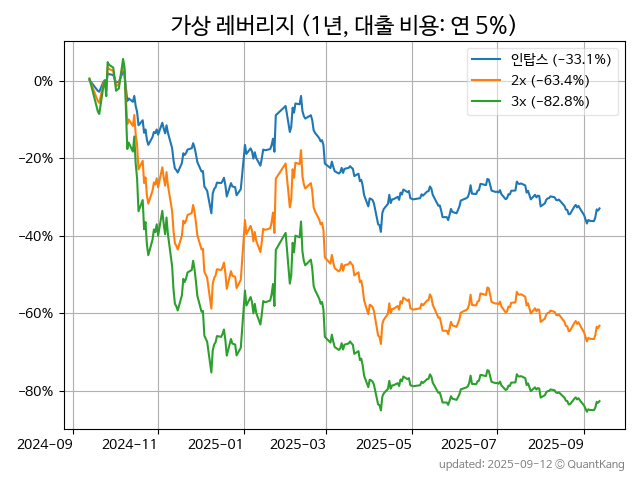 가상 레버리지 (1년, 대출 비용: 연 5%)
인탑스 (−33.1%)
2x (−63.4%)
3x (−82.8%)
0%
−20%
−40%
−60%
−80%
2024−09 2024−11 2025−01 2025−03 2025−05 2025−07 2025−09
updated: 2025-09-12 © QuantKang